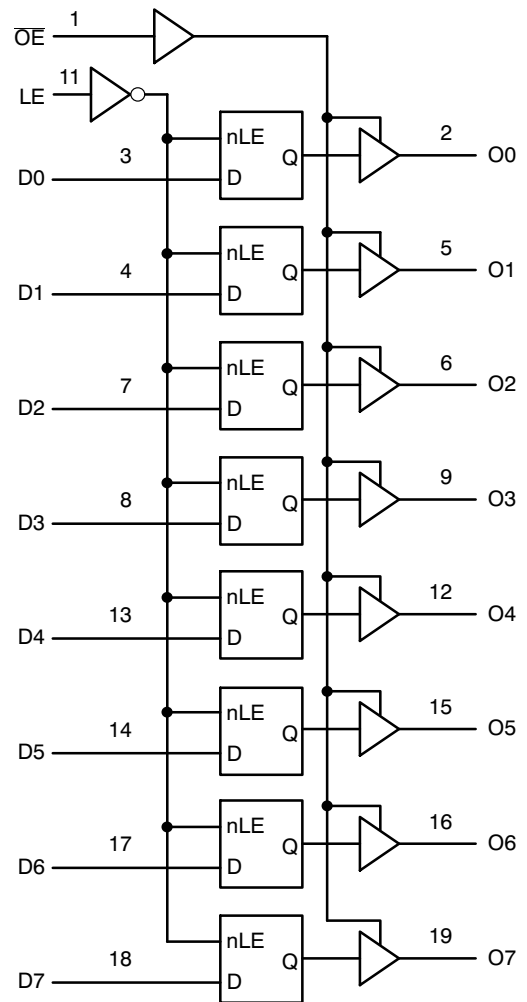 O̅E̅ 1
LE 11
nLE
D0 3 D Q 2 O0
nLE
D1 4 D Q 5 O1
nLE
D2 7 D Q 6 O2
nLE
D3 8 D Q 9 O3
nLE
D4 13 D Q 12 O4
nLE
D5 14 D Q 15 O5
nLE
D6 17 D Q 16 O6
nLE
D7 18 D Q 19 O7